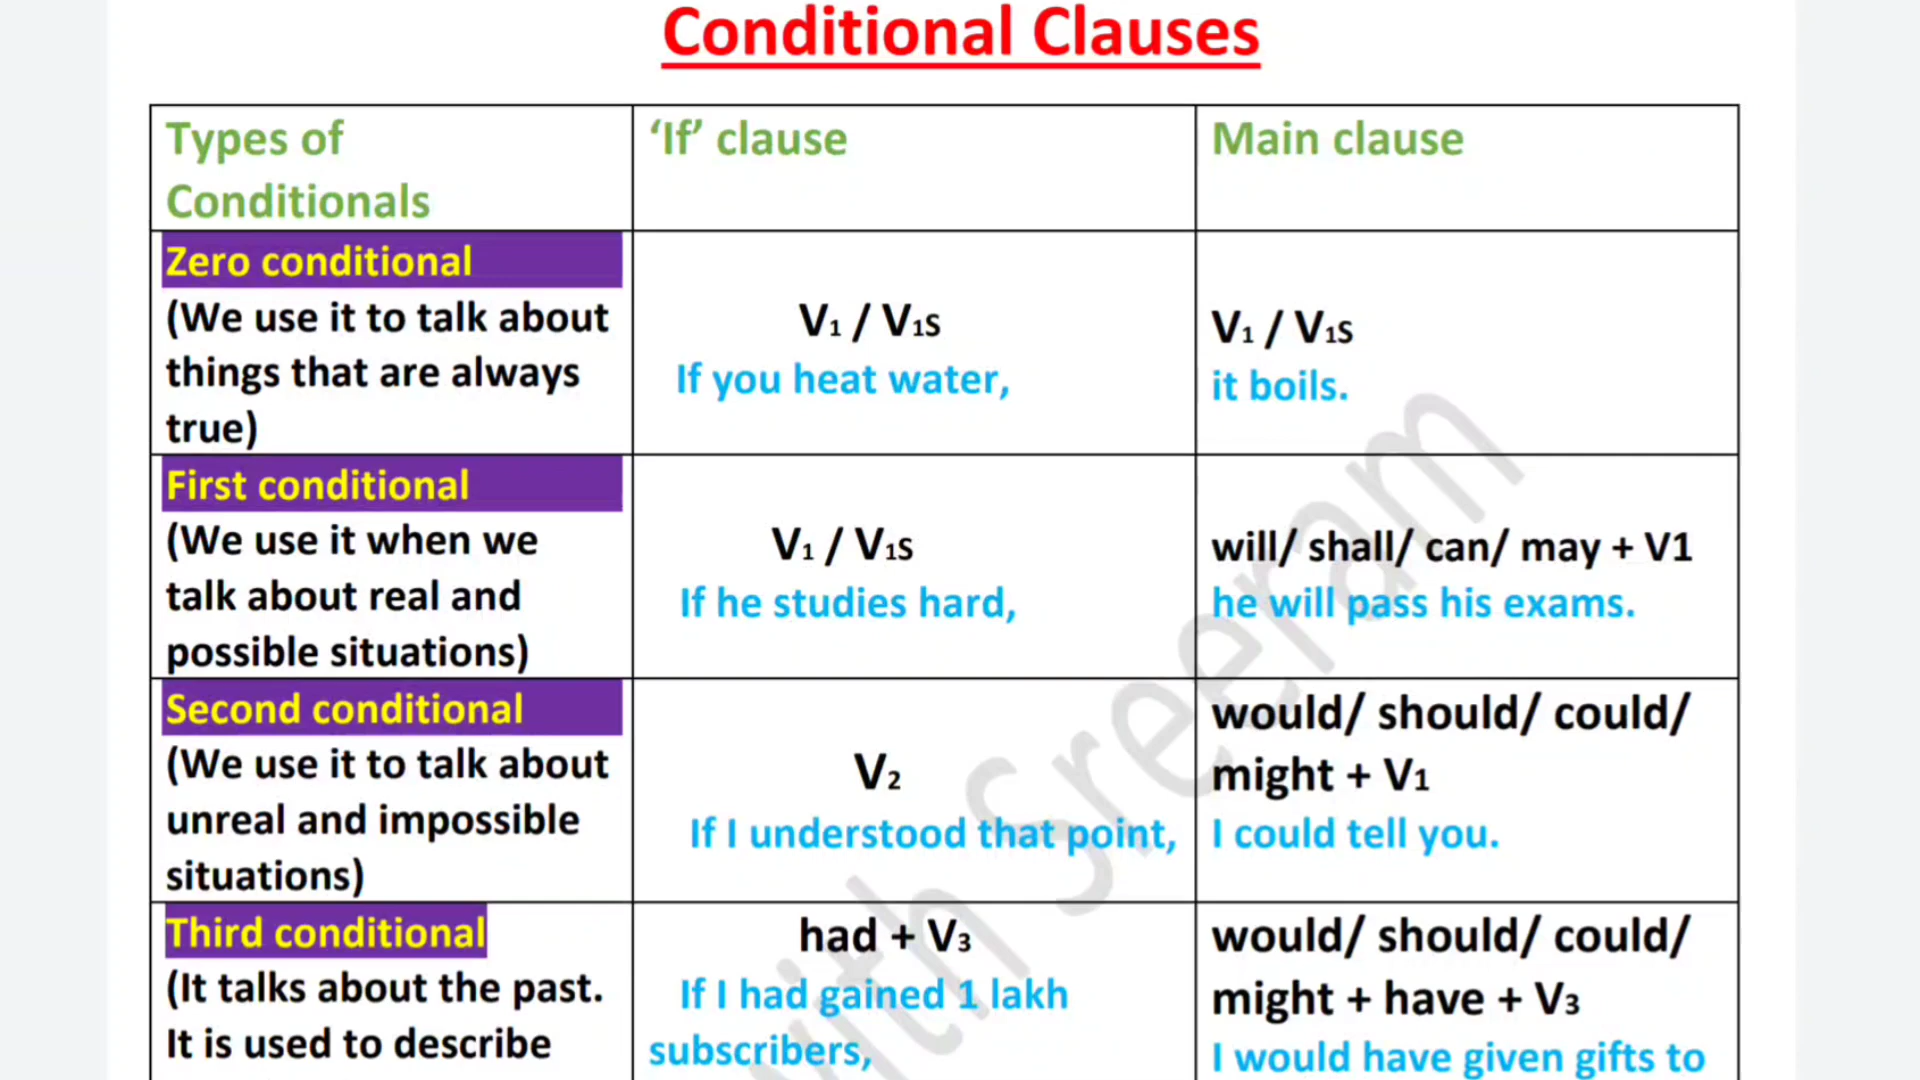 Conditional Clauses
Types of
Conditionals
‘If’ clause
Main clause
Zero conditional
(We use it to talk about
things that are always
true)
V1 / V1s
If you heat water,
V1 / V1s
it boils.
First conditional
(We use it when we
talk about real and
possible situations)
V1 / V1s
If he studies hard,
will/ shall/ can/ may + V1
he will pass his exams.
Second conditional
(We use it to talk about
unreal and impossible
situations)
V2
If I understood that point,
would/ should/ could/
might + V1
I could tell you.
Third conditional
(It talks about the past.
It is used to describe
had + V3
If I had gained 1 lakh
subscribers,
would/ should/ could/
might + have + V3
I would have given gifts to
with Sreeram